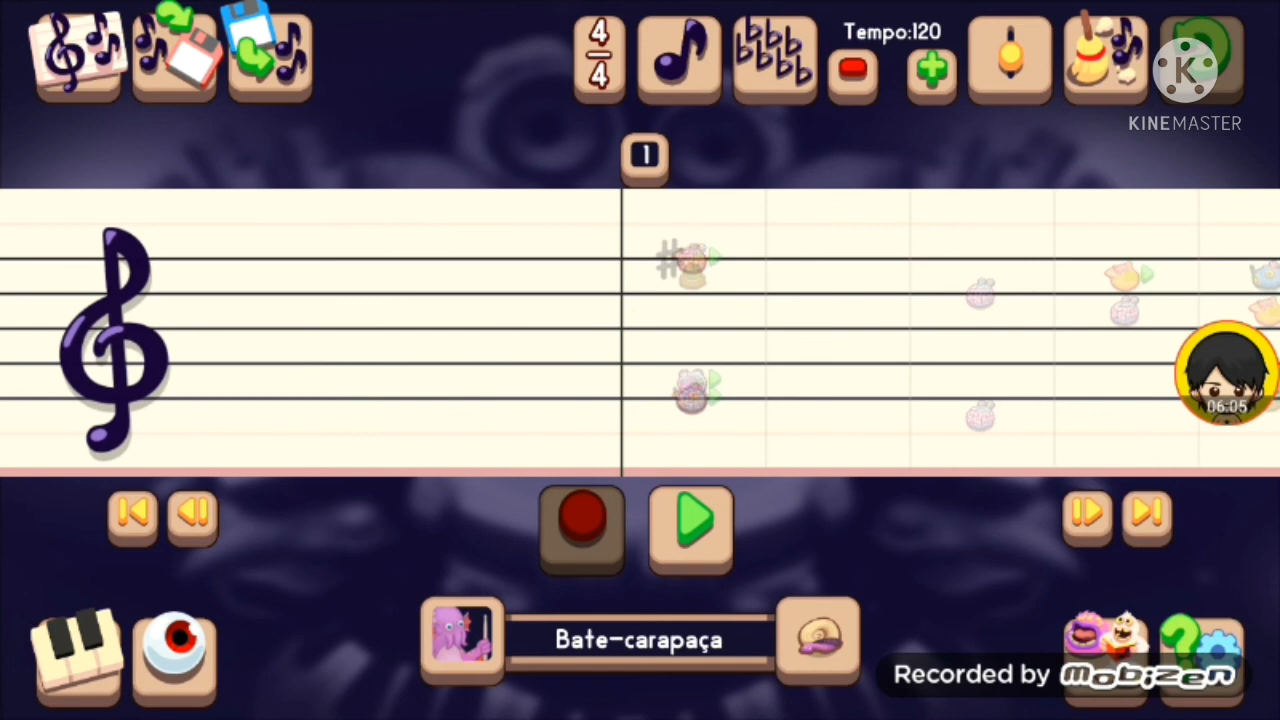 4
4
Tempo:120
K
KINEMASTER
1
06:05
Bate-carapaça
Recorded by mobizen